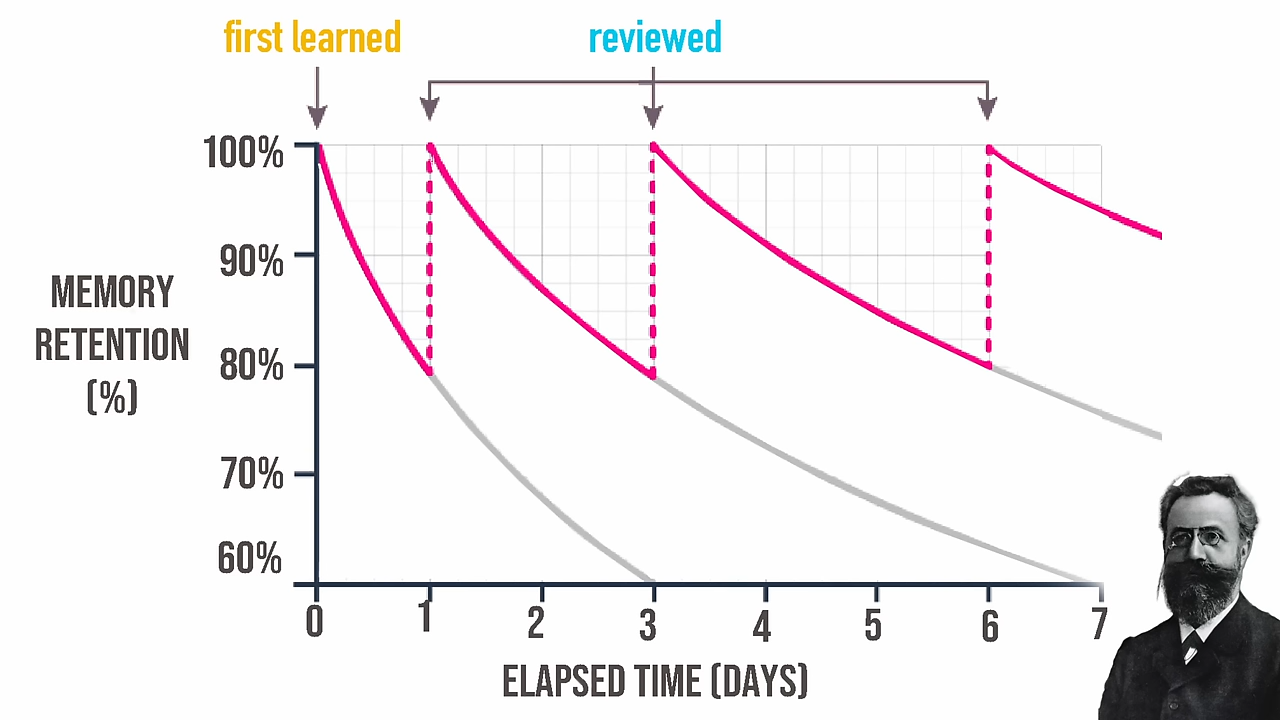 first learned
reviewed
100%
90%
80%
70%
60%
MEMORY
RETENTION
(%)
0 1 2 3 4 5 6 7
ELAPSED TIME (DAYS)